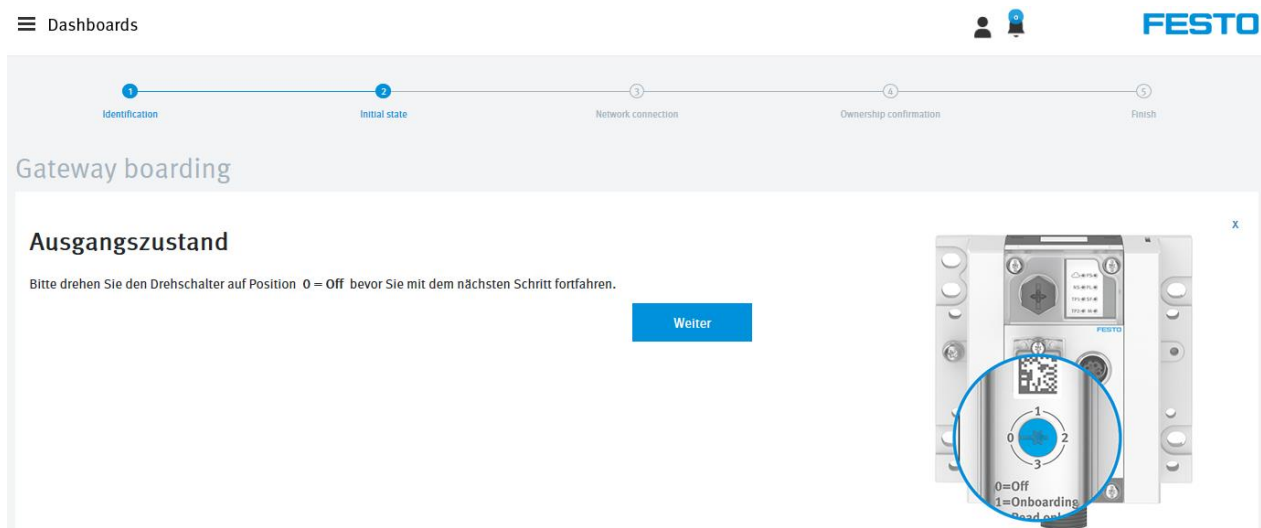 Dashboards
0
FESTO
1
2
3
4
5
Identification
Initial state
Network connection
Ownership confirmation
Finish
Gateway boarding
x
Ausgangszustand
Bitte drehen Sie den Drehschalter auf Position 0 = Off bevor Sie mit dem nächsten Schritt fortfahren.
Weiter
FESTO
1
0
2
3
0=Off
1=Onboarding